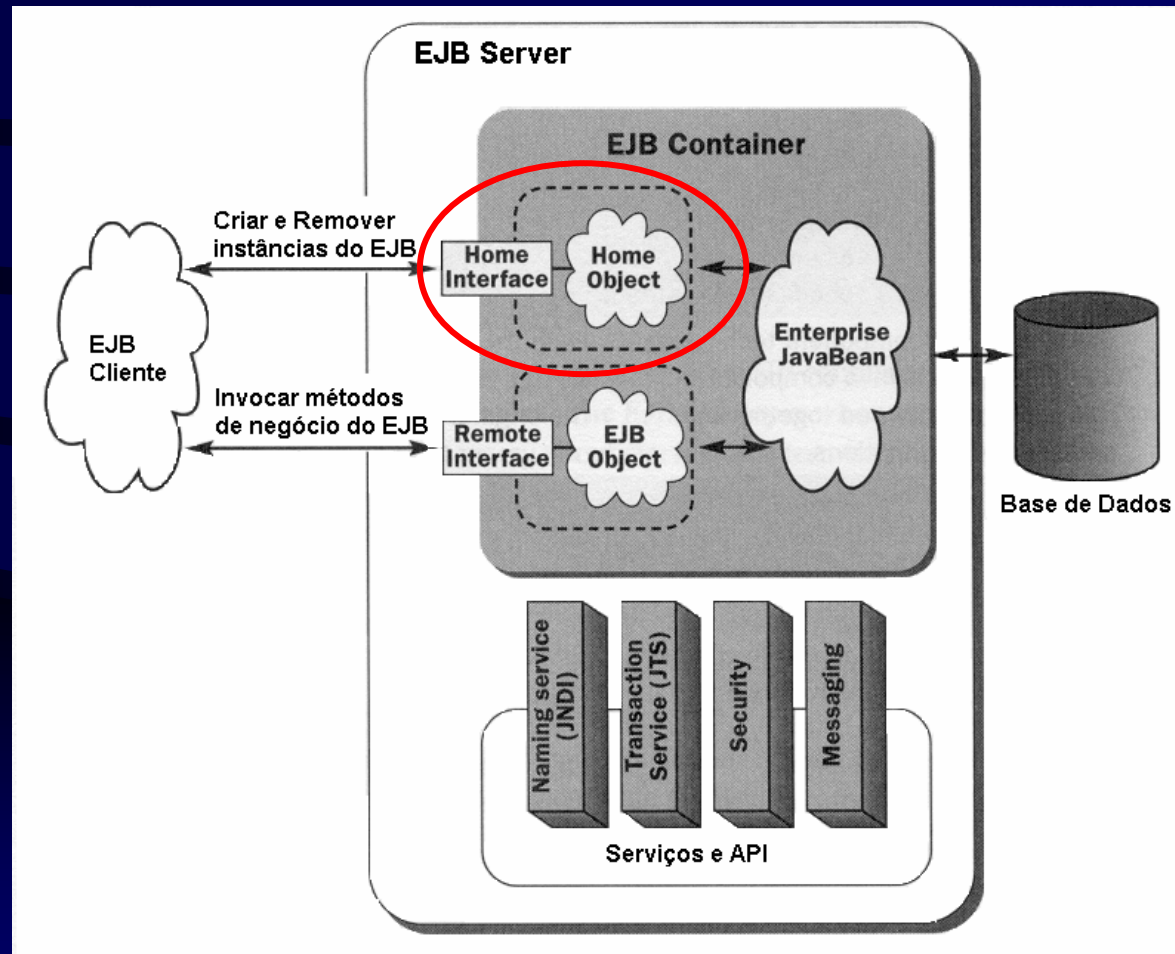 EJB Server
EJB Container
Criar e Remover
instâncias do EJB
Home
Interface
Home
Object
EJB
Cliente
Enterprise
JavaBean
Invocar métodos
de negócio do EJB
Remote
Interface
EJB
Object
Base de Dados
Naming service
(JNDI)
Transaction
Service (JTS)
Security
Messaging
Serviços e API